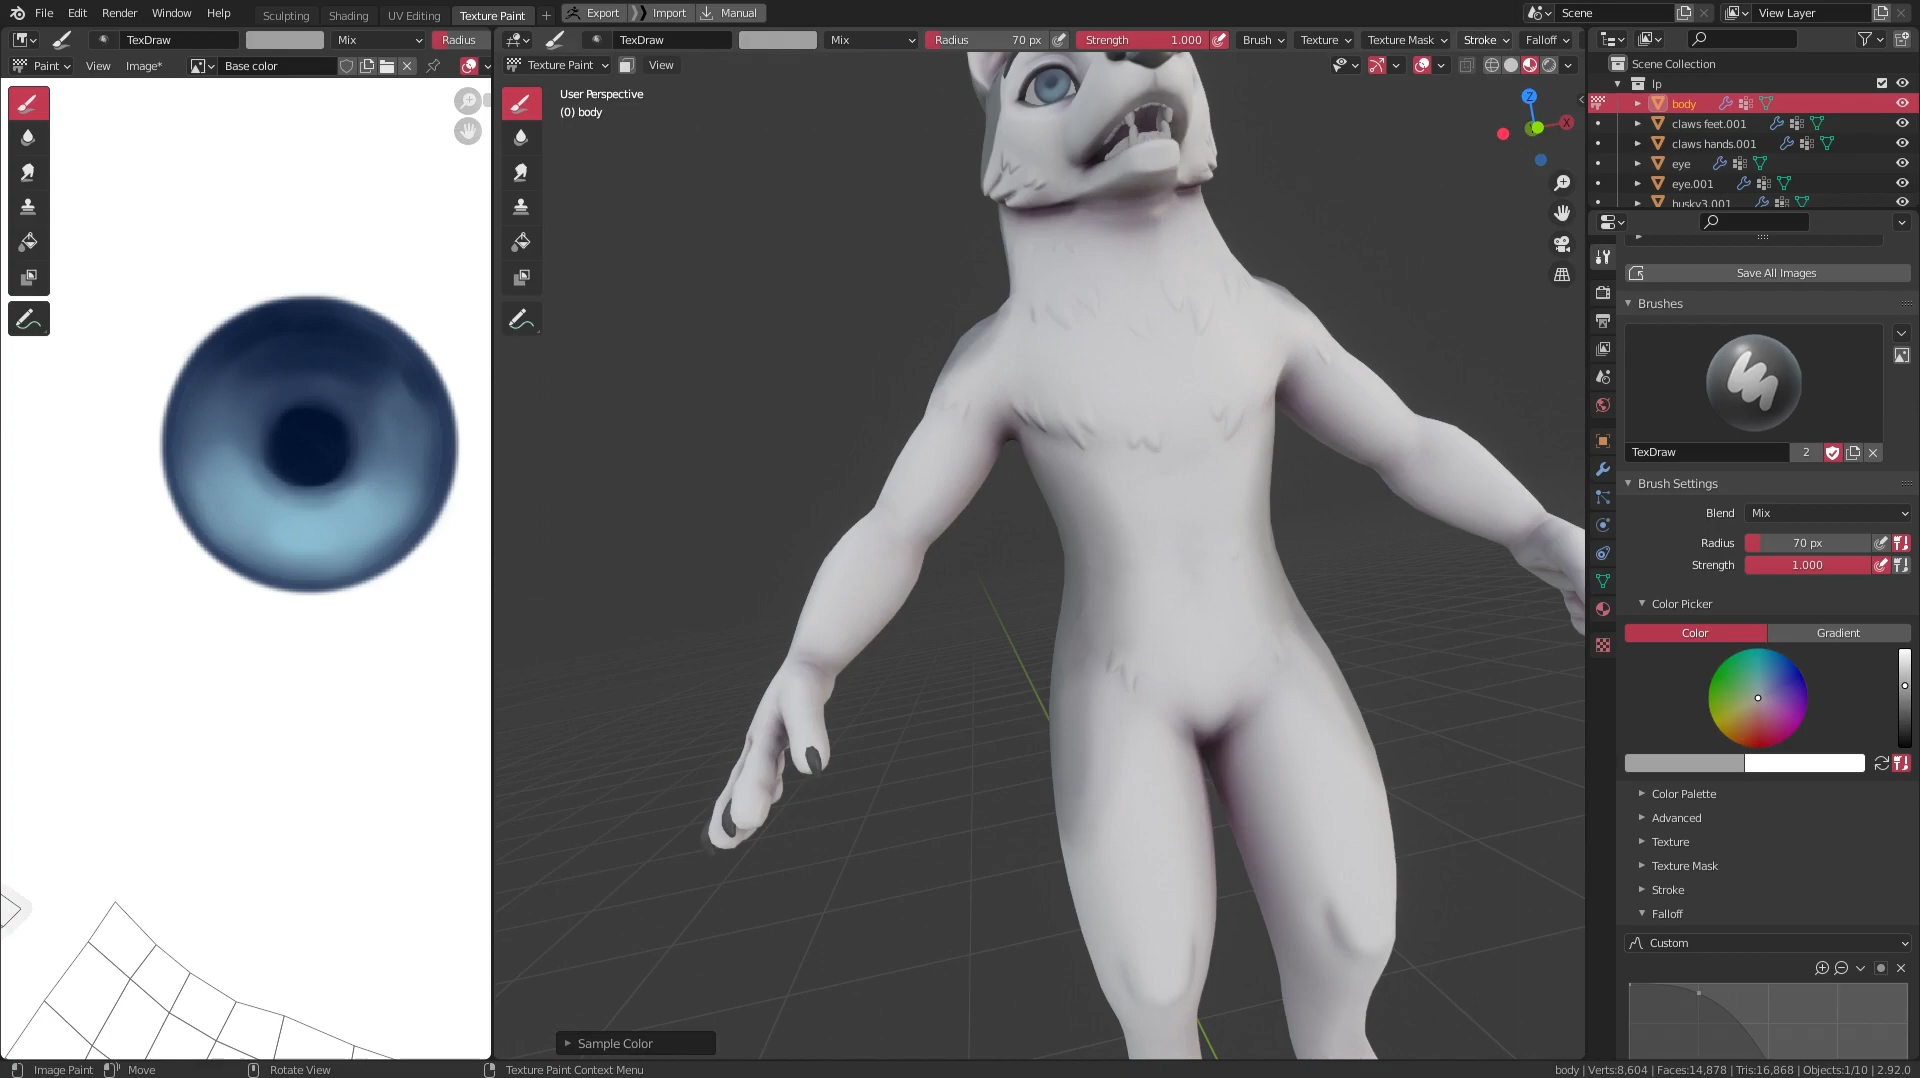 File Edit Render Window Help Sculpting Shading UV Editing Texture Paint + Export Import Manual Scene View Layer
TexDraw Mix Radius TexDraw Mix Radius 70 px Strength 1.000 Brush Texture Texture Mask Stroke Falloff
Paint View Image* Base color Texture Paint View
Scene Collection
lp
User Perspective
(0) body
body
claws feet.001
claws hands.001
eye
eye.001
husky3.001
Z
X
Save All Images
Brushes
TexDraw 2
Brush Settings
Blend Mix
Radius 70 px
Strength 1.000
Color Picker
Color Gradient
Color Palette
Advanced
Texture
Texture Mask
Stroke
Falloff
Custom
Sample Color
Image Paint Move Rotate View Texture Paint Context Menu body | Verts:8,604 | Faces:14,878 | Tris:16,868 | Objects:1/10 | 2.92.0